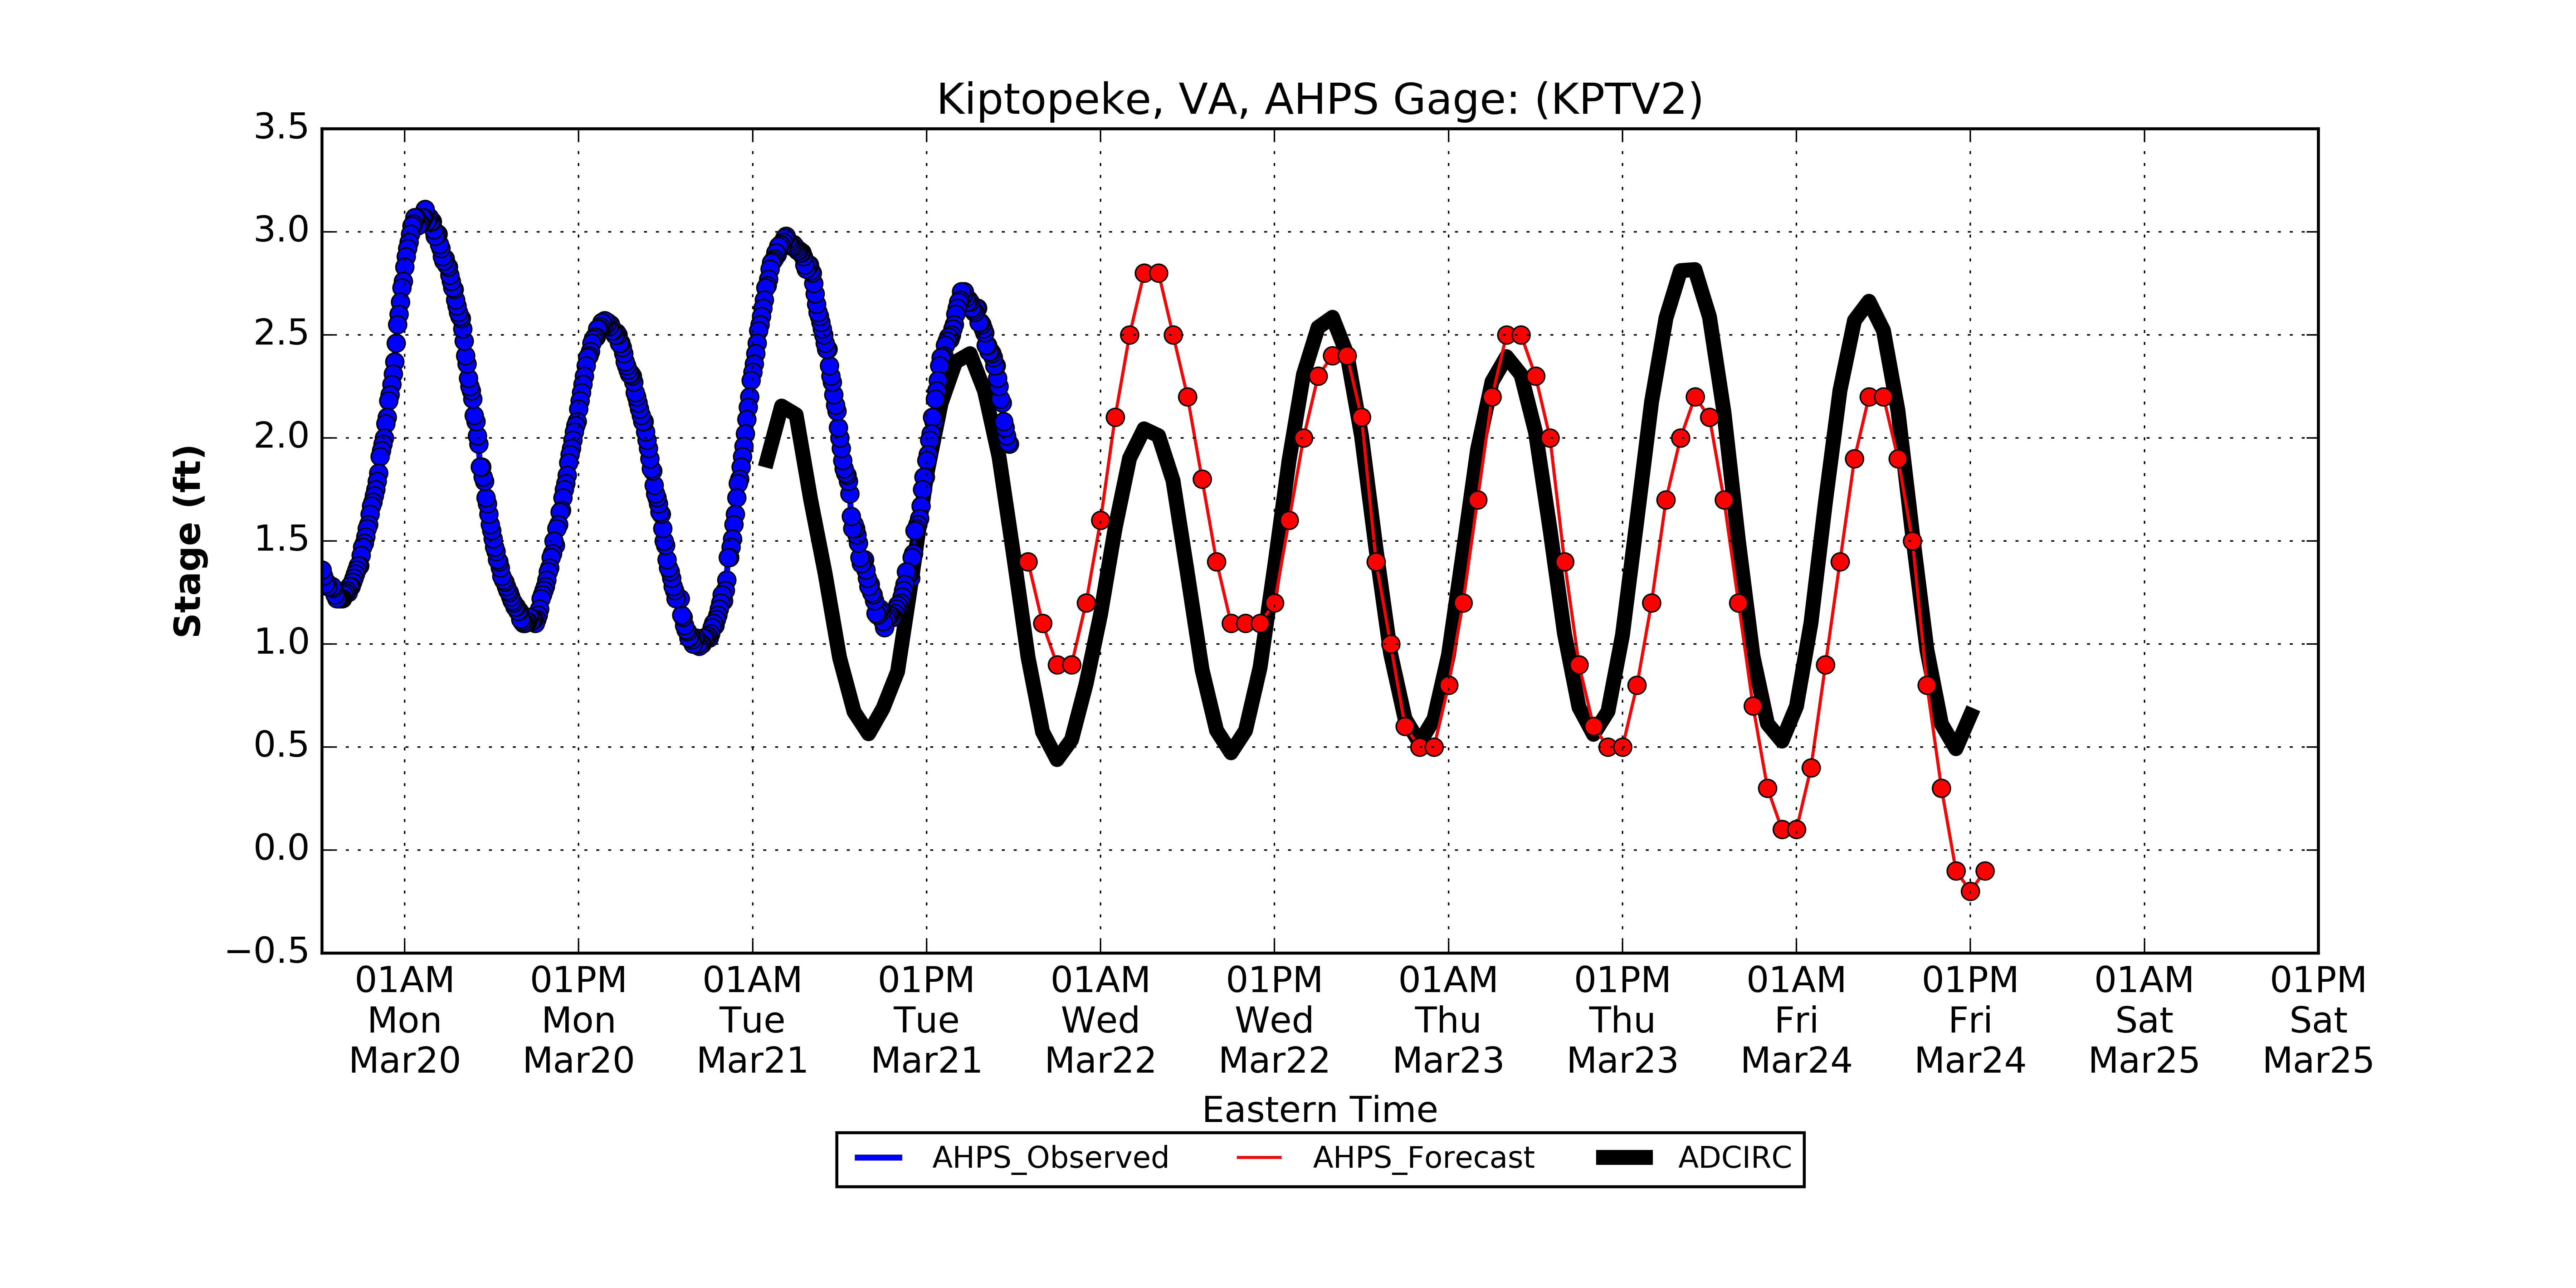 Kiptopeke, VA, AHPS Gage: (KPTV2)
3.5
3.0
2.5
2.0
1.5
1.0
0.5
0.0
−0.5
Stage (ft)
01AM 01PM 01AM 01PM 01AM 01PM 01AM 01PM 01AM 01PM 01AM 01PM
Mon Mon Tue Tue Wed Wed Thu Thu Fri Fri Sat Sat
Mar20 Mar20 Mar21 Mar21 Mar22 Mar22 Mar23 Mar23 Mar24 Mar24 Mar25 Mar25
Eastern Time
AHPS_Observed AHPS_Forecast ADCIRC